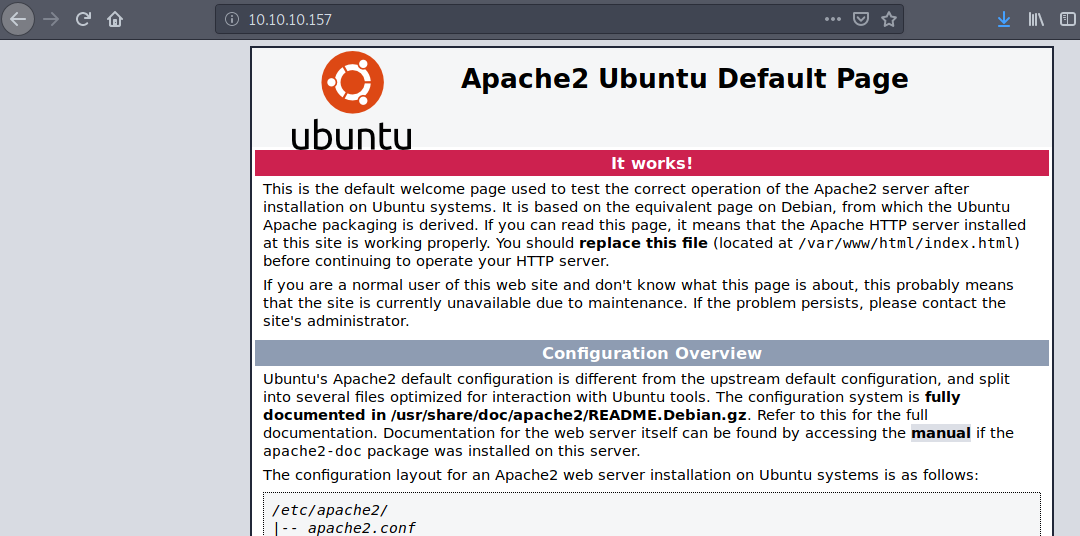 10.10.10.157
ubuntu
Apache2 Ubuntu Default Page
It works!
This is the default welcome page used to test the correct operation of the Apache2 server after
installation on Ubuntu systems. It is based on the equivalent page on Debian, from which the Ubuntu
Apache packaging is derived. If you can read this page, it means that the Apache HTTP server installed
at this site is working properly. You should replace this file (located at /var/www/html/index.html)
before continuing to operate your HTTP server.
If you are a normal user of this web site and don't know what this page is about, this probably means
that the site is currently unavailable due to maintenance. If the problem persists, please contact the
site's administrator.
Configuration Overview
Ubuntu's Apache2 default configuration is different from the upstream default configuration, and split
into several files optimized for interaction with Ubuntu tools. The configuration system is fully
documented in /usr/share/doc/apache2/README.Debian.gz. Refer to this for the full
documentation. Documentation for the web server itself can be found by accessing the manual if the
apache2-doc package was installed on this server.
The configuration layout for an Apache2 web server installation on Ubuntu systems is as follows:
/etc/apache2/
|-- apache2.conf